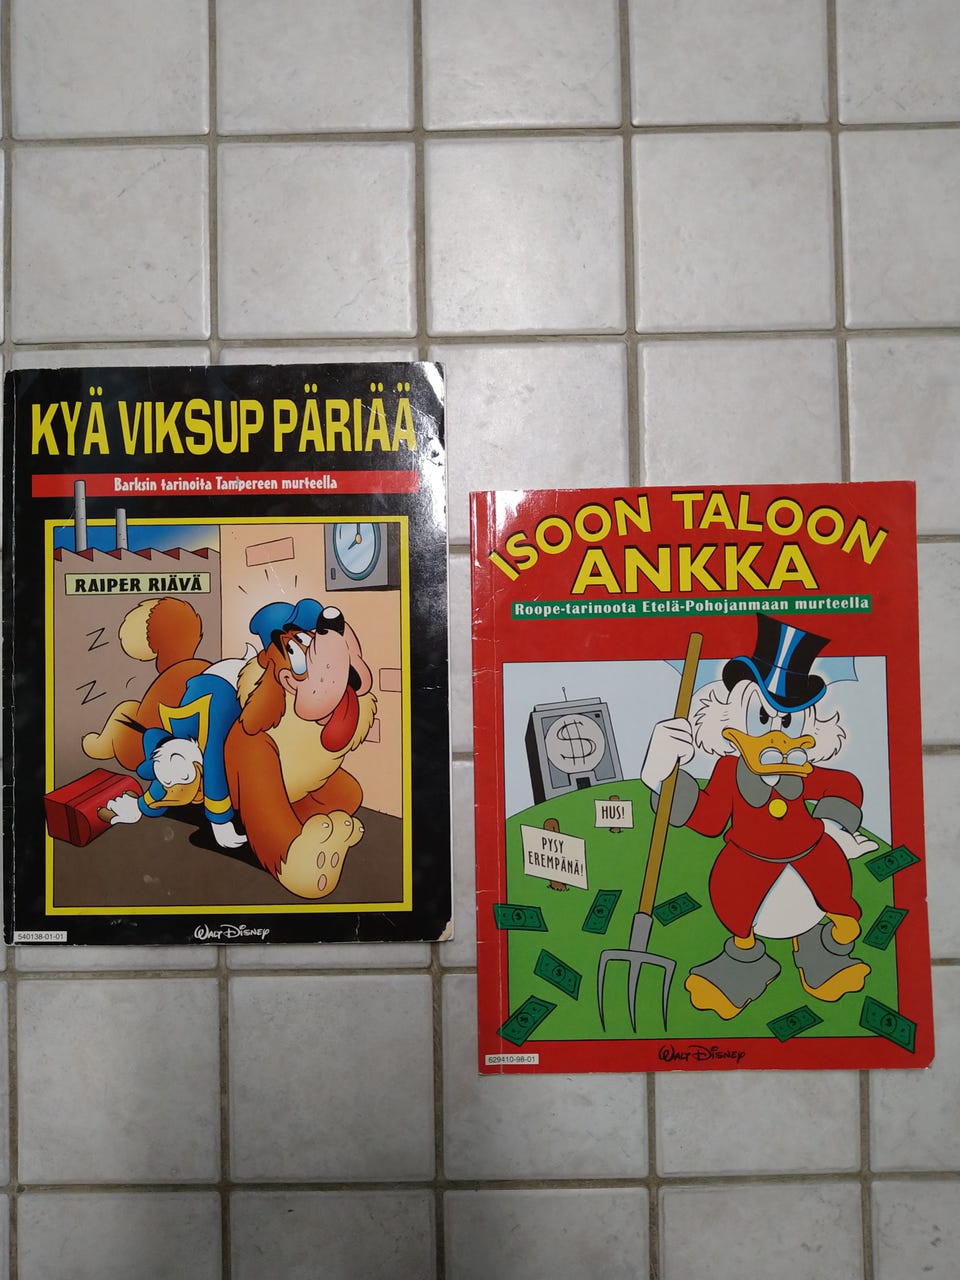 KYÄ VIKSUP PÄRIÄÄ
Barksin tarinoita Tampereen murteella
RAIPER RIÄVÄ
Z
Z
540138-01-01
WALT DISNEY
ISOON TALOON
ANKKA
Roope-tarinoota Etelä-Pohojanmaan murteella
$
HUS!
PYSY
EREMPÄNÄ!
629410-98-01
WALT DISNEY